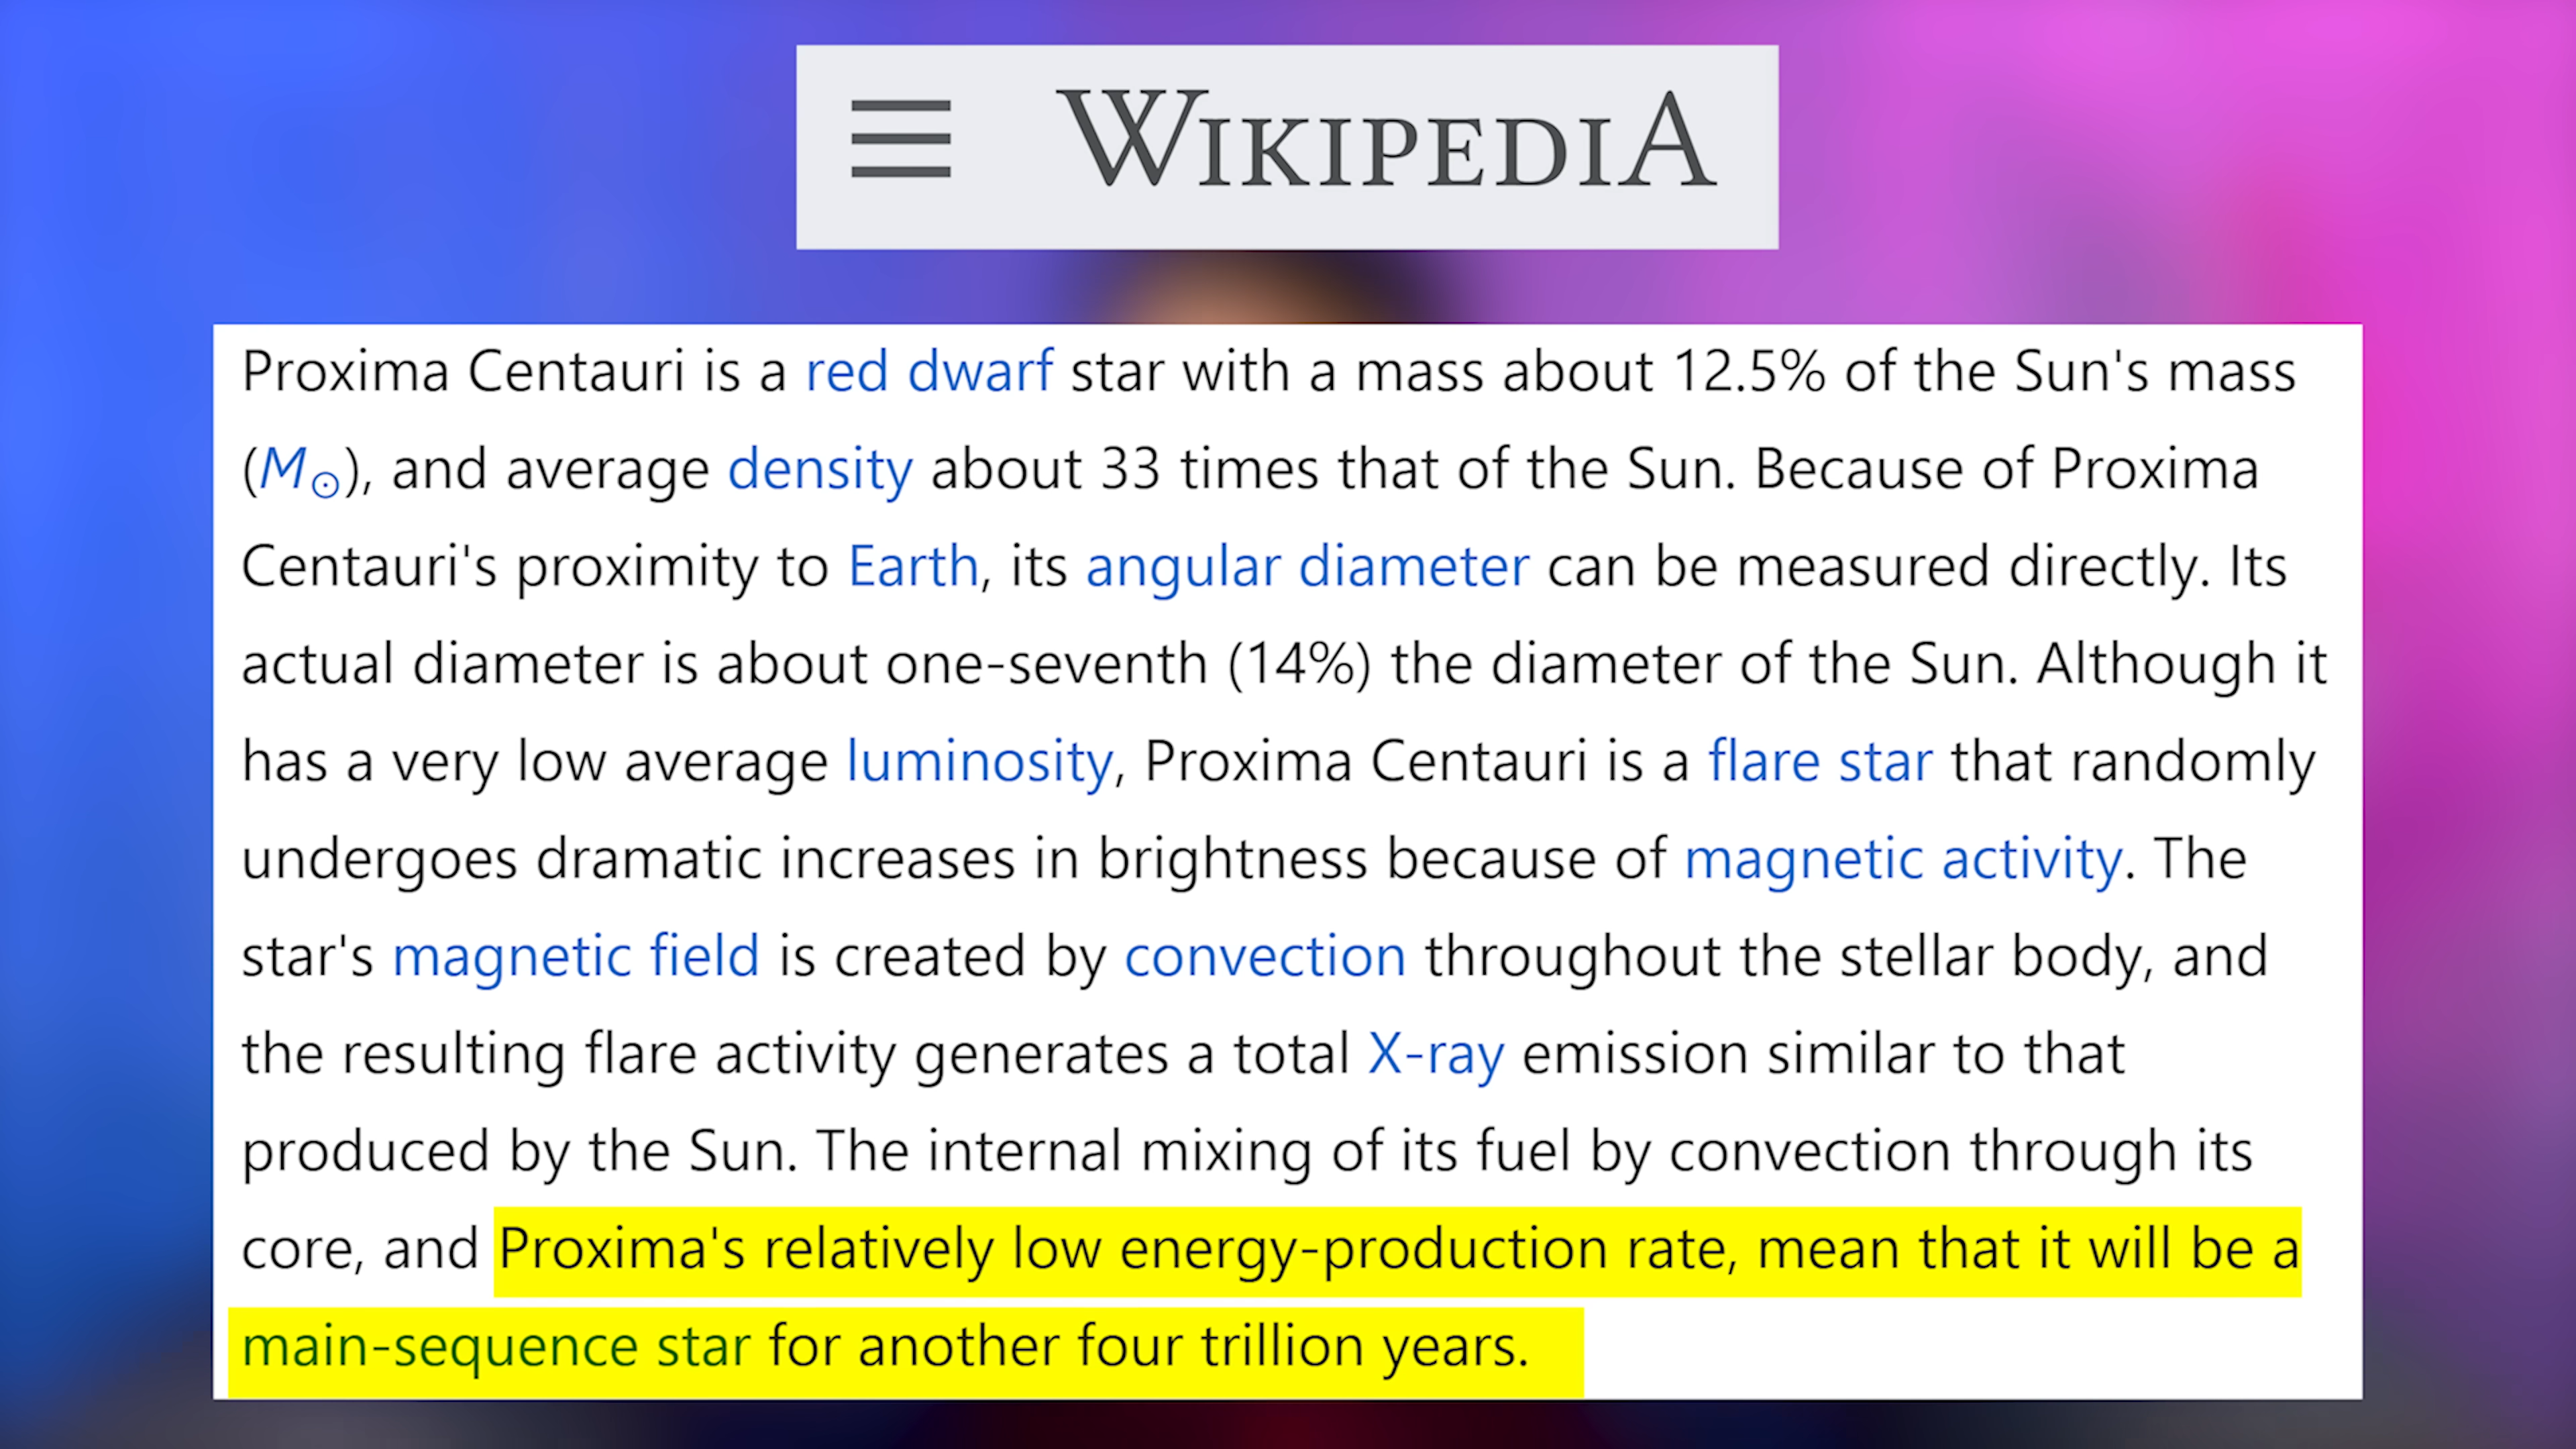 WIKIPEDIA
Proxima Centauri is a red dwarf star with a mass about 12.5% of the Sun's mass
(M☉), and average density about 33 times that of the Sun. Because of Proxima
Centauri's proximity to Earth, its angular diameter can be measured directly. Its
actual diameter is about one-seventh (14%) the diameter of the Sun. Although it
has a very low average luminosity, Proxima Centauri is a flare star that randomly
undergoes dramatic increases in brightness because of magnetic activity. The
star's magnetic field is created by convection throughout the stellar body, and
the resulting flare activity generates a total X-ray emission similar to that
produced by the Sun. The internal mixing of its fuel by convection through its
core, and Proxima's relatively low energy-production rate, mean that it will be a
main-sequence star for another four trillion years.